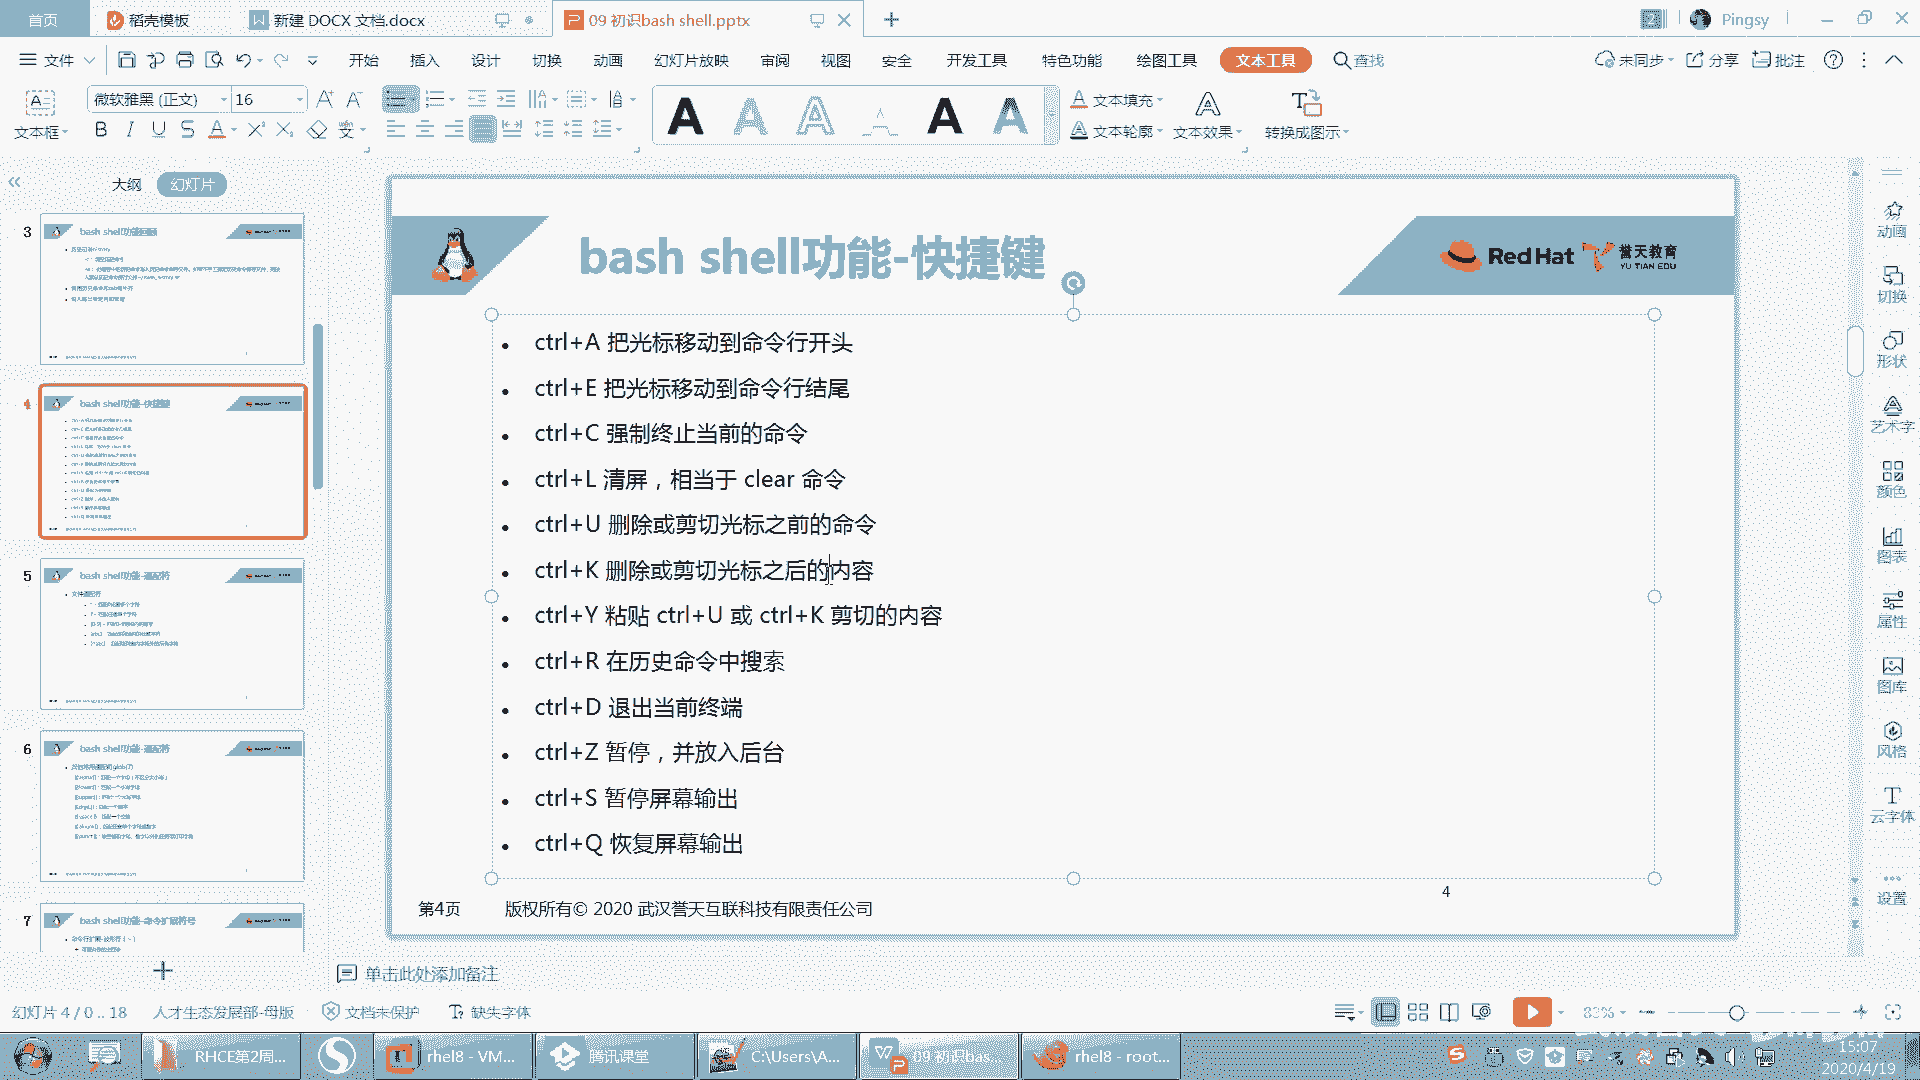 首页
稻壳模板
新建 DOCX 文档.docx
09 初识bash shell.pptx
Pingsy
文件
开始
插入
设计
切换
动画
幻灯片放映
审阅
视图
安全
开发工具
特色功能
绘图工具
文本工具
查找
未同步
分享
批注
文本框
微软雅黑 (正文)
16
文本填充
文本轮廓
文本效果
转换成图示
大纲
幻灯片
3
4
5
6
7
bash shell功能-快捷键
bash shell功能-通配符
bash shell功能-通配符
bash shell功能-命令扩展符号
bash shell功能-快捷键
Red Hat
誉天教育
YU TIAN EDU
ctrl+A 把光标移动到命令行开头
ctrl+E 把光标移动到命令行结尾
ctrl+C 强制终止当前的命令
ctrl+L 清屏，相当于 clear 命令
ctrl+U 删除或剪切光标之前的命令
ctrl+K 删除或剪切光标之后的内容
ctrl+Y 粘贴 ctrl+U 或 ctrl+K 剪切的内容
ctrl+R 在历史命令中搜索
ctrl+D 退出当前终端
ctrl+Z 暂停，并放入后台
ctrl+S 暂停屏幕输出
ctrl+Q 恢复屏幕输出
4
第4页
版权所有© 2020 武汉誉天互联科技有限责任公司
动画
切换
形状
艺术字
颜色
图表
属性
图库
风格
云字体
设置
单击此处添加备注
幻灯片 4 / 0 .. 18
人才生态发展部-母版
文档未保护
缺失字体
83%
RHCE第2周...
rhel8 - VM...
腾讯课堂
C:\Users\A...
09 初识bas...
rhel8 - root...
15:07
2020/4/19